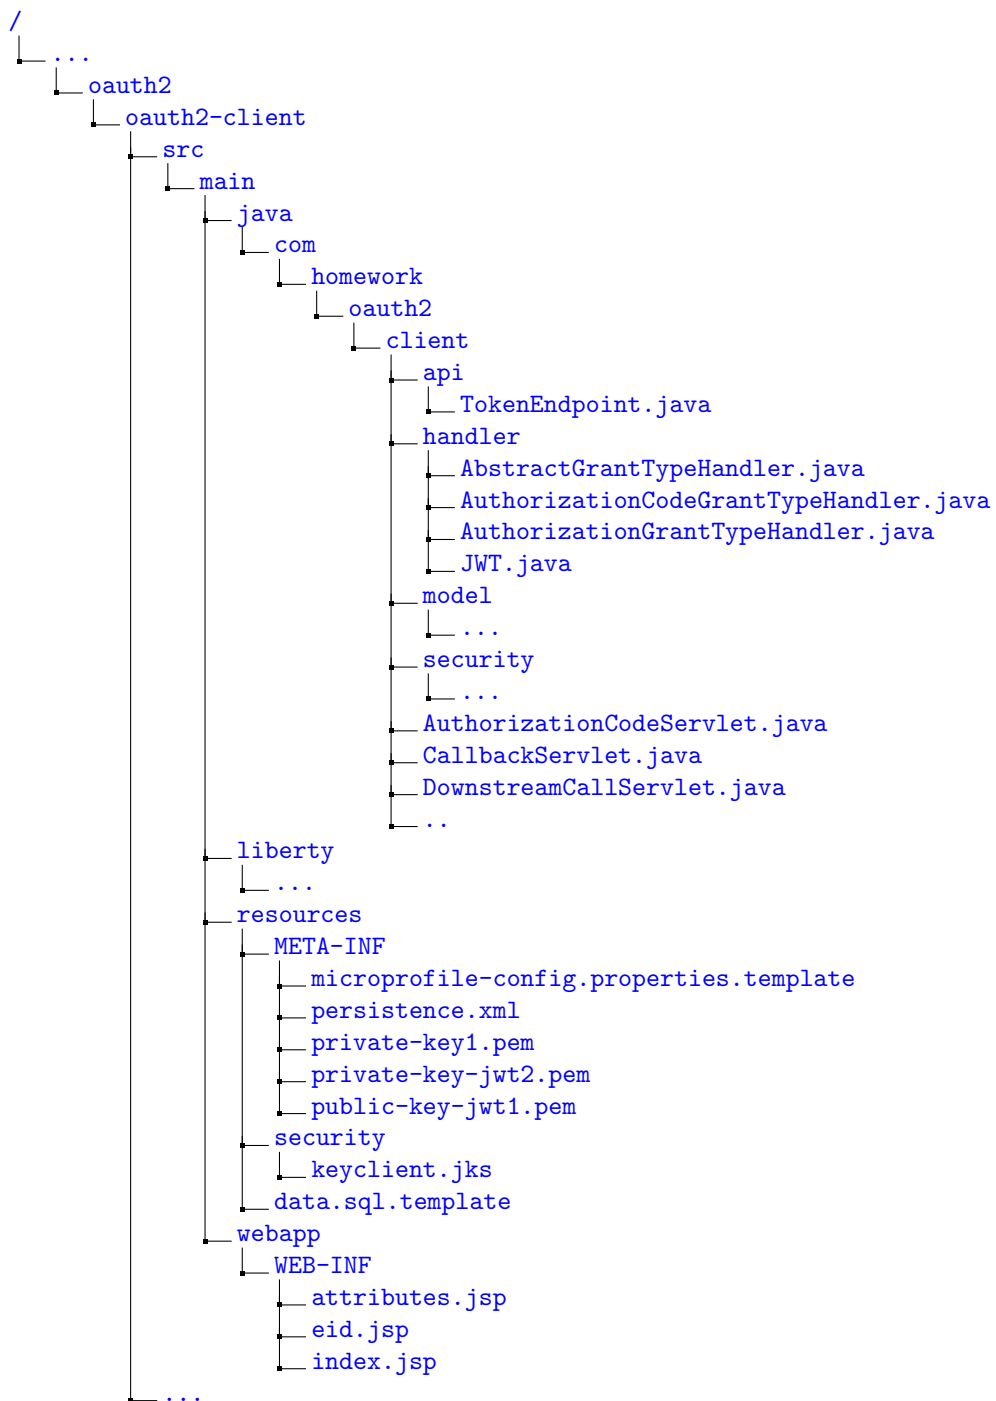 /
...
oauth2
oauth2-client
src
main
java
com
homework
oauth2
client
api
TokenEndpoint.java
handler
AbstractGrantTypeHandler.java
AuthorizationCodeGrantTypeHandler.java
AuthorizationGrantTypeHandler.java
JWT.java
model
...
security
...
AuthorizationCodeServlet.java
CallbackServlet.java
DownstreamCallServlet.java
..
liberty
...
resources
META-INF
microprofile-config.properties.template
persistence.xml
private-key1.pem
private-key-jwt2.pem
public-key-jwt1.pem
security
keyclient.jks
data.sql.template
webapp
WEB-INF
attributes.jsp
eid.jsp
index.jsp
...